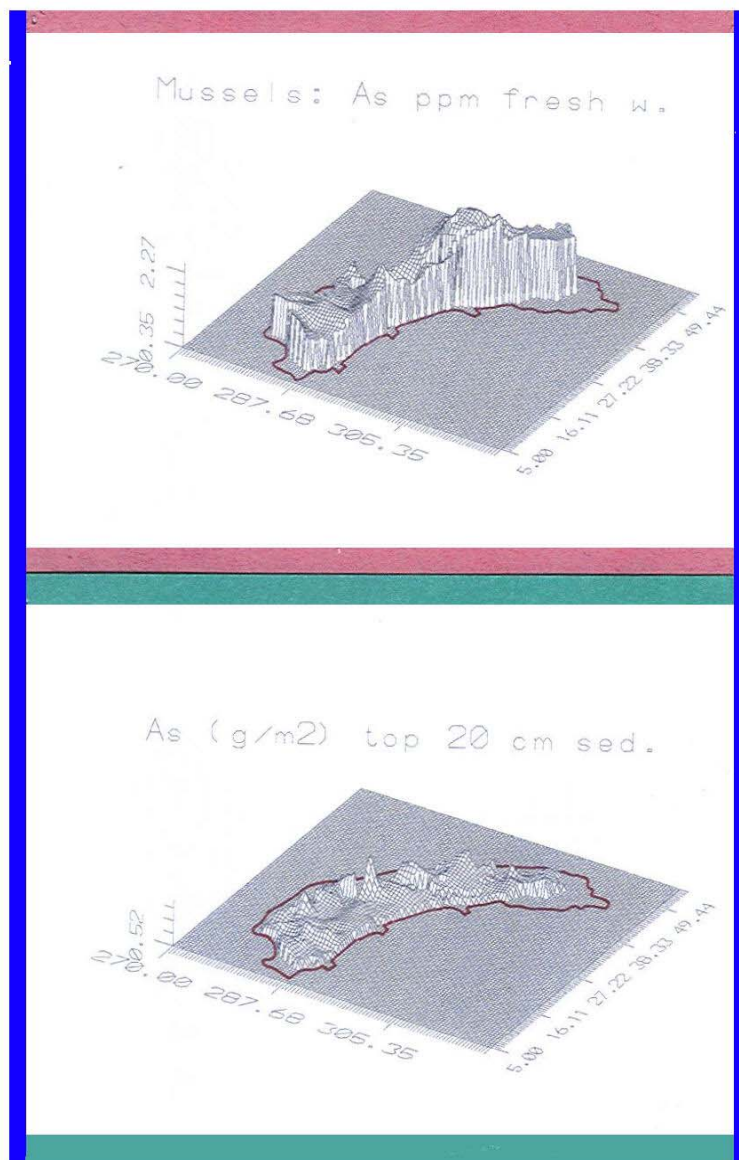 Mussels: As ppm fresh w.
0.35 2.27
270.00 287.68 305.35
5.00 16.11 27.22 38.33 49.44
As (g/m2) top 20 cm sed.
0.52
270.00 287.68 305.35
5.00 16.11 27.22 38.33 49.44